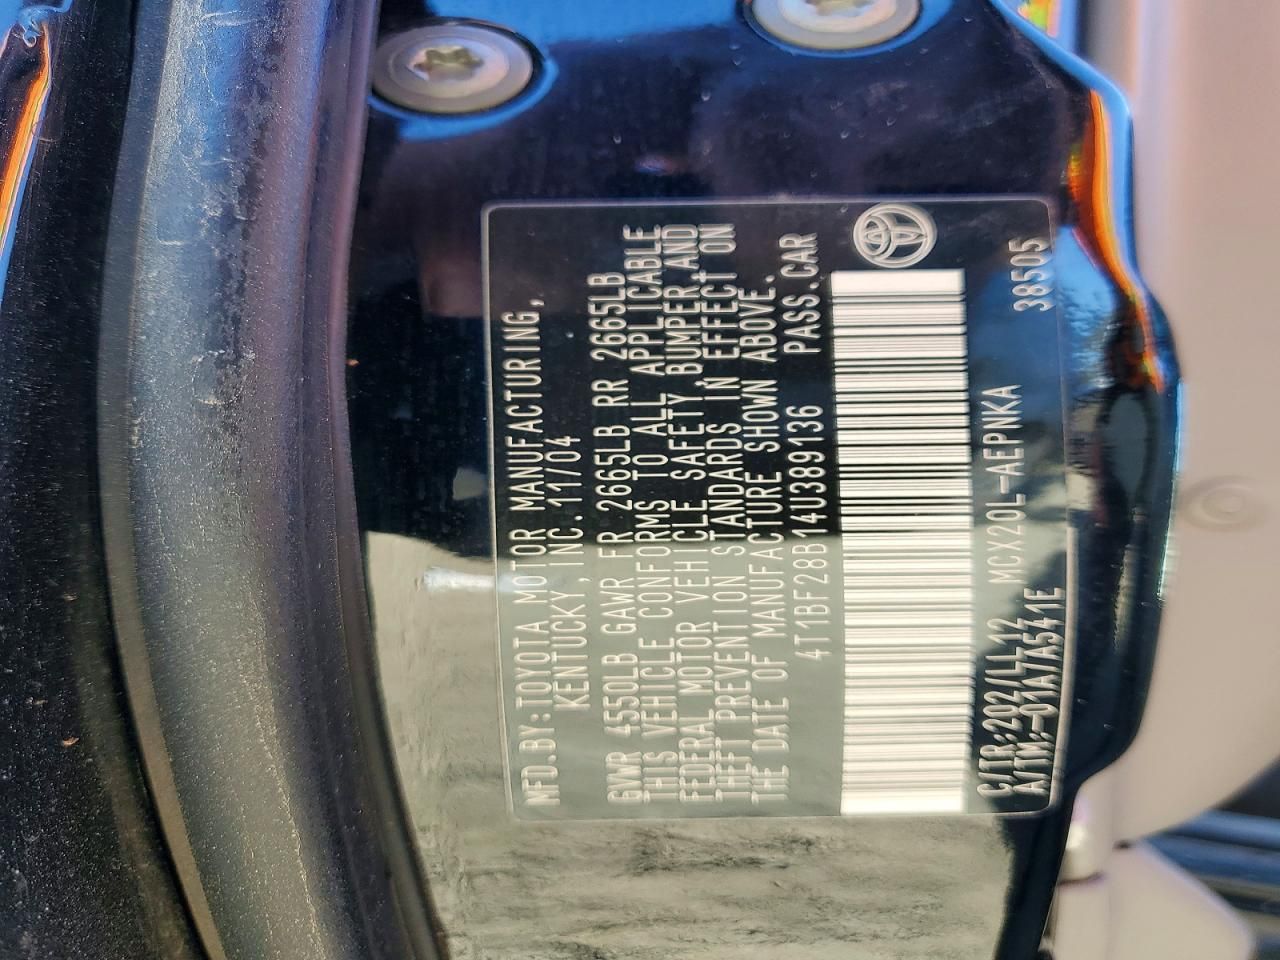 MFD.BY:TOYOTA MOTOR MANUFACTURING,
KENTUCKY, INC. 11/04
GVWR 4550LB GAWR FR 2665LB RR 2665LB
THIS VEHICLE CONFORMS TO ALL APPLICABLE
FEDERAL MOTOR VEHICLE SAFETY,BUMPER,AND
THEFT PREVENTION STANDARDS IN EFFECT ON
THE DATE OF MANUFACTURE SHOWN ABOVE.
4T1BF28B14U389136 PASS.CAR
C/TR:202/LL12 MCX20L-AEPNKA 38505
A/TM:-01A/A541E